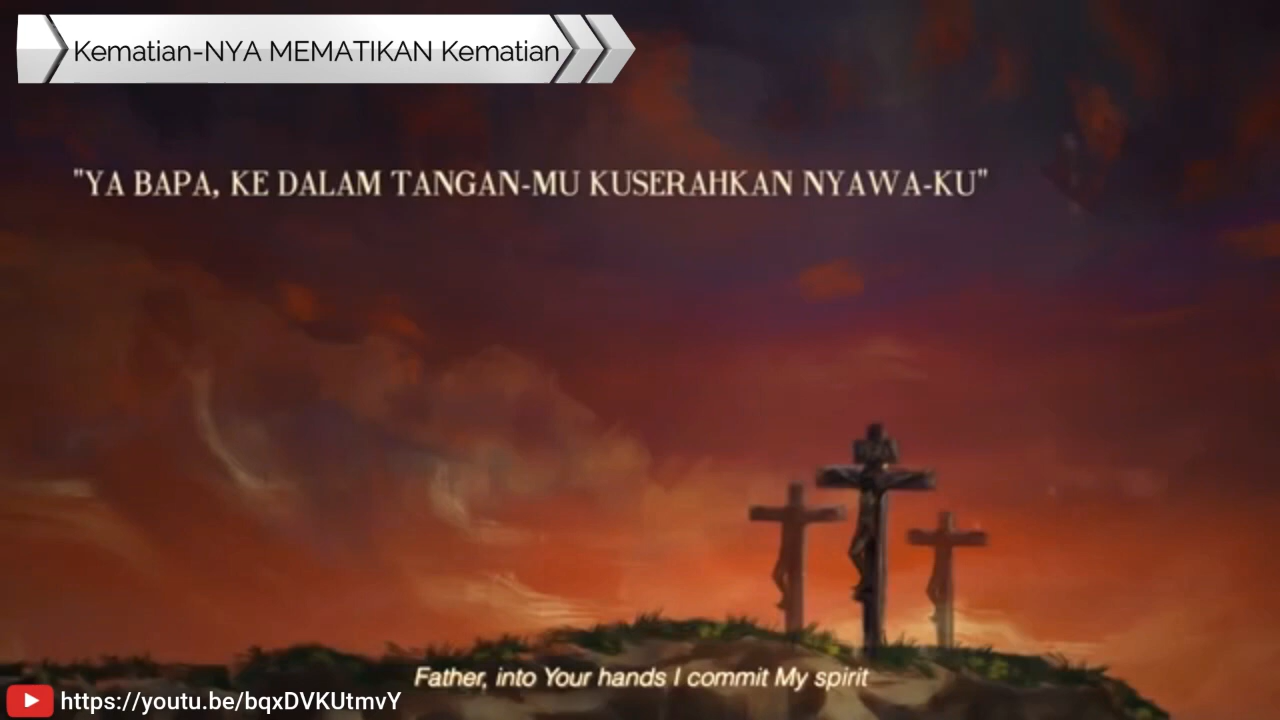 Kematian-NYA MEMATIKAN Kematian
"YA BAPA, KE DALAM TANGAN-MU KUSERAHKAN NYAWA-KU"
Father, into Your hands I commit My spirit
https://youtu.be/bqxDVKUtmvY